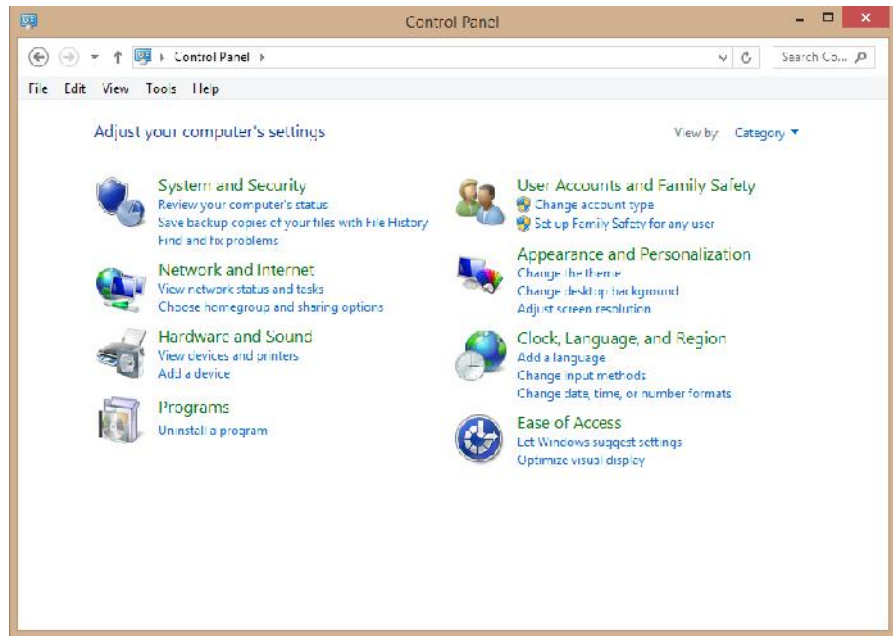 Control Panel
Control Panel
Search Co...
File Edit View Tools Help
Adjust your computer's settings
View by: Category
System and Security
Review your computer's status
Save backup copies of your files with File History
Find and fix problems
Network and Internet
View network status and tasks
Choose homegroup and sharing options
Hardware and Sound
View devices and printers
Add a device
Programs
Uninstall a program
User Accounts and Family Safety
Change account type
Set up Family Safety for any user
Appearance and Personalization
Change the theme
Change desktop background
Adjust screen resolution
Clock, Language, and Region
Add a language
Change input methods
Change date, time, or number formats
Ease of Access
Let Windows suggest settings
Optimize visual display